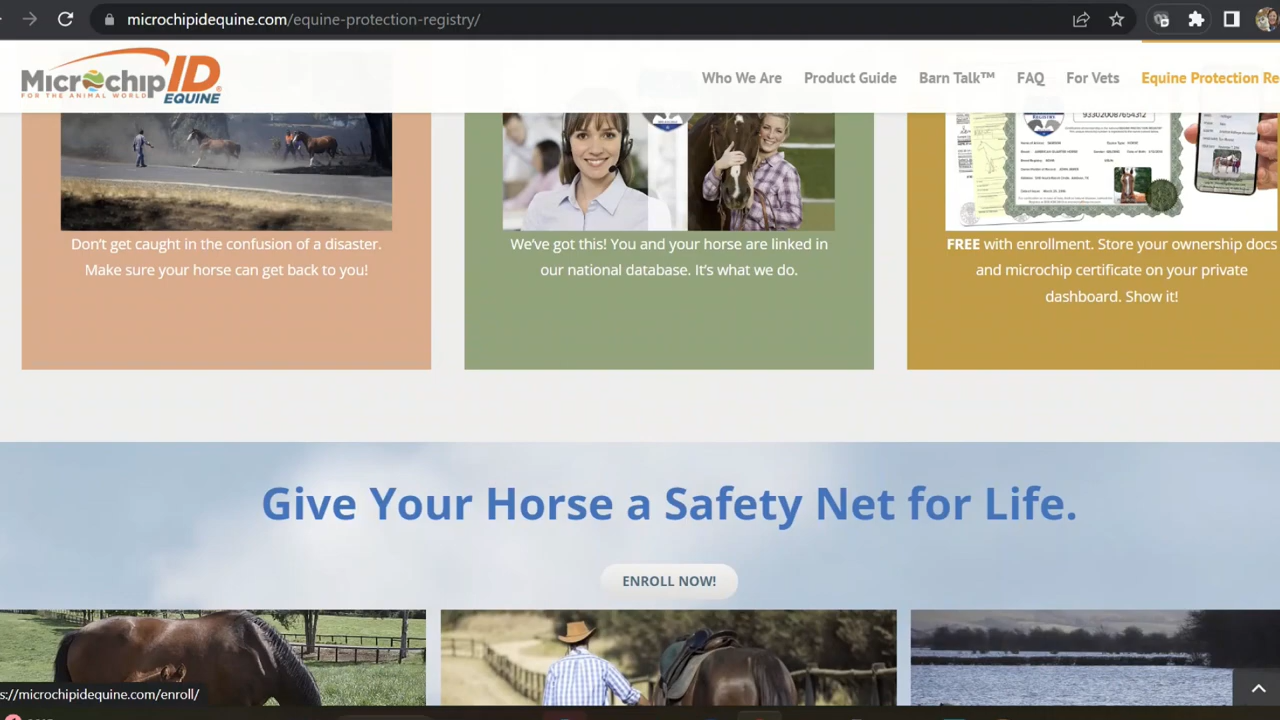 microchipidequine.com/equine-protection-registry/
Microchip ID
FOR THE ANIMAL WORLD
EQUINE
Who We Are
Product Guide
Barn Talk™
FAQ
For Vets
Equine Protection Re
933020087654312
Don't get caught in the confusion of a disaster.
Make sure your horse can get back to you!
We've got this! You and your horse are linked in
our national database. It's what we do.
FREE with enrollment. Store your ownership docs
and microchip certificate on your private
dashboard. Show it!
Give Your Horse a Safety Net for Life.
ENROLL NOW!
s://microchipidequine.com/enroll/